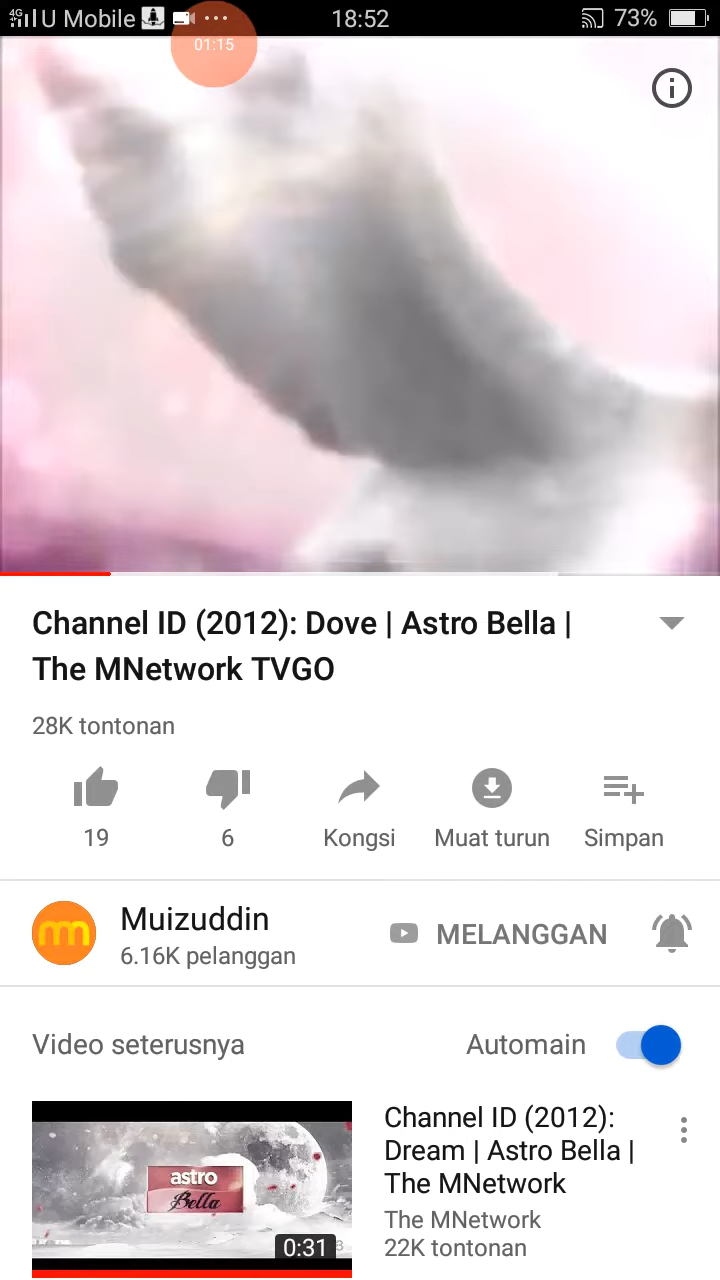 4G U Mobile ... 18:52 73%
01:15
Channel ID (2012): Dove | Astro Bella |
The MNetwork TVGO
28K tontonan
19 6 Kongsi Muat turun Simpan
Muizuddin
6.16K pelanggan
MELANGGAN
Video seterusnya Automain
astro
Bella
0:31
Channel ID (2012):
Dream | Astro Bella |
The MNetwork
The MNetwork
22K tontonan